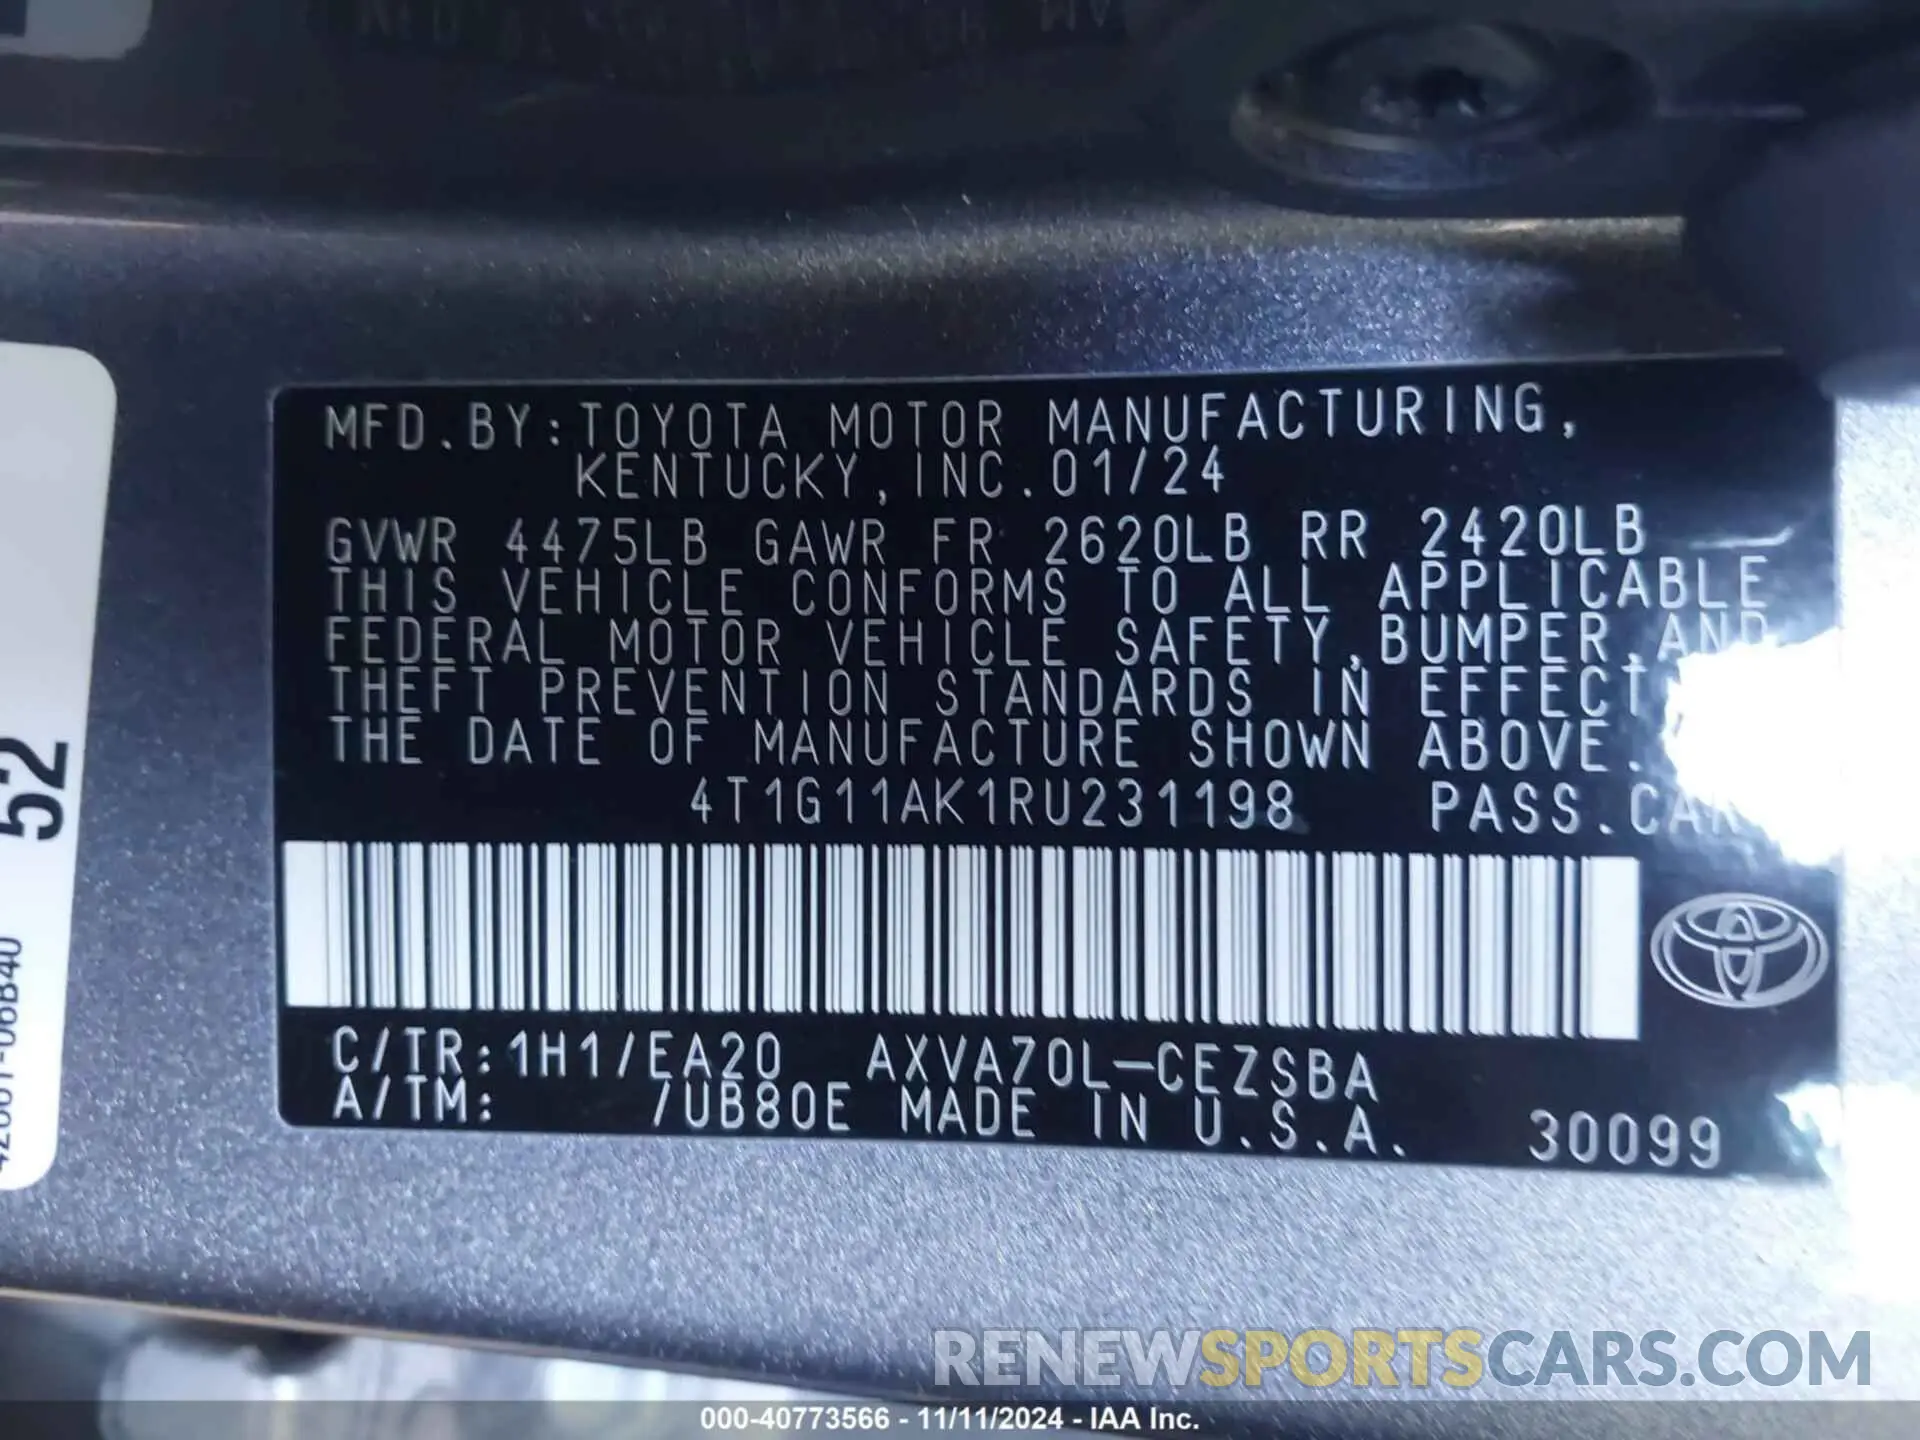 MFD.BY:TOYOTA MOTOR MANUFACTURING,
KENTUCKY,INC.01/24
GVWR 4475LB GAWR FR 2620LB RR 2420LB
THIS VEHICLE CONFORMS TO ALL APPLICABLE
FEDERAL MOTOR VEHICLE SAFETY,BUMPER,AND
THEFT PREVENTION STANDARDS IN EFFECT
THE DATE OF MANUFACTURE SHOWN ABOVE.
4T1G11AK1RU231198 PASS.CAR
C/TR:1H1/EA20 AXVA70L-CEZSBA
A/TM: /UB80E MADE IN U.S.A. 30099
52
RENEWSPORTSCARS.COM
000-40773566 - 11/11/2024 - IAA Inc.